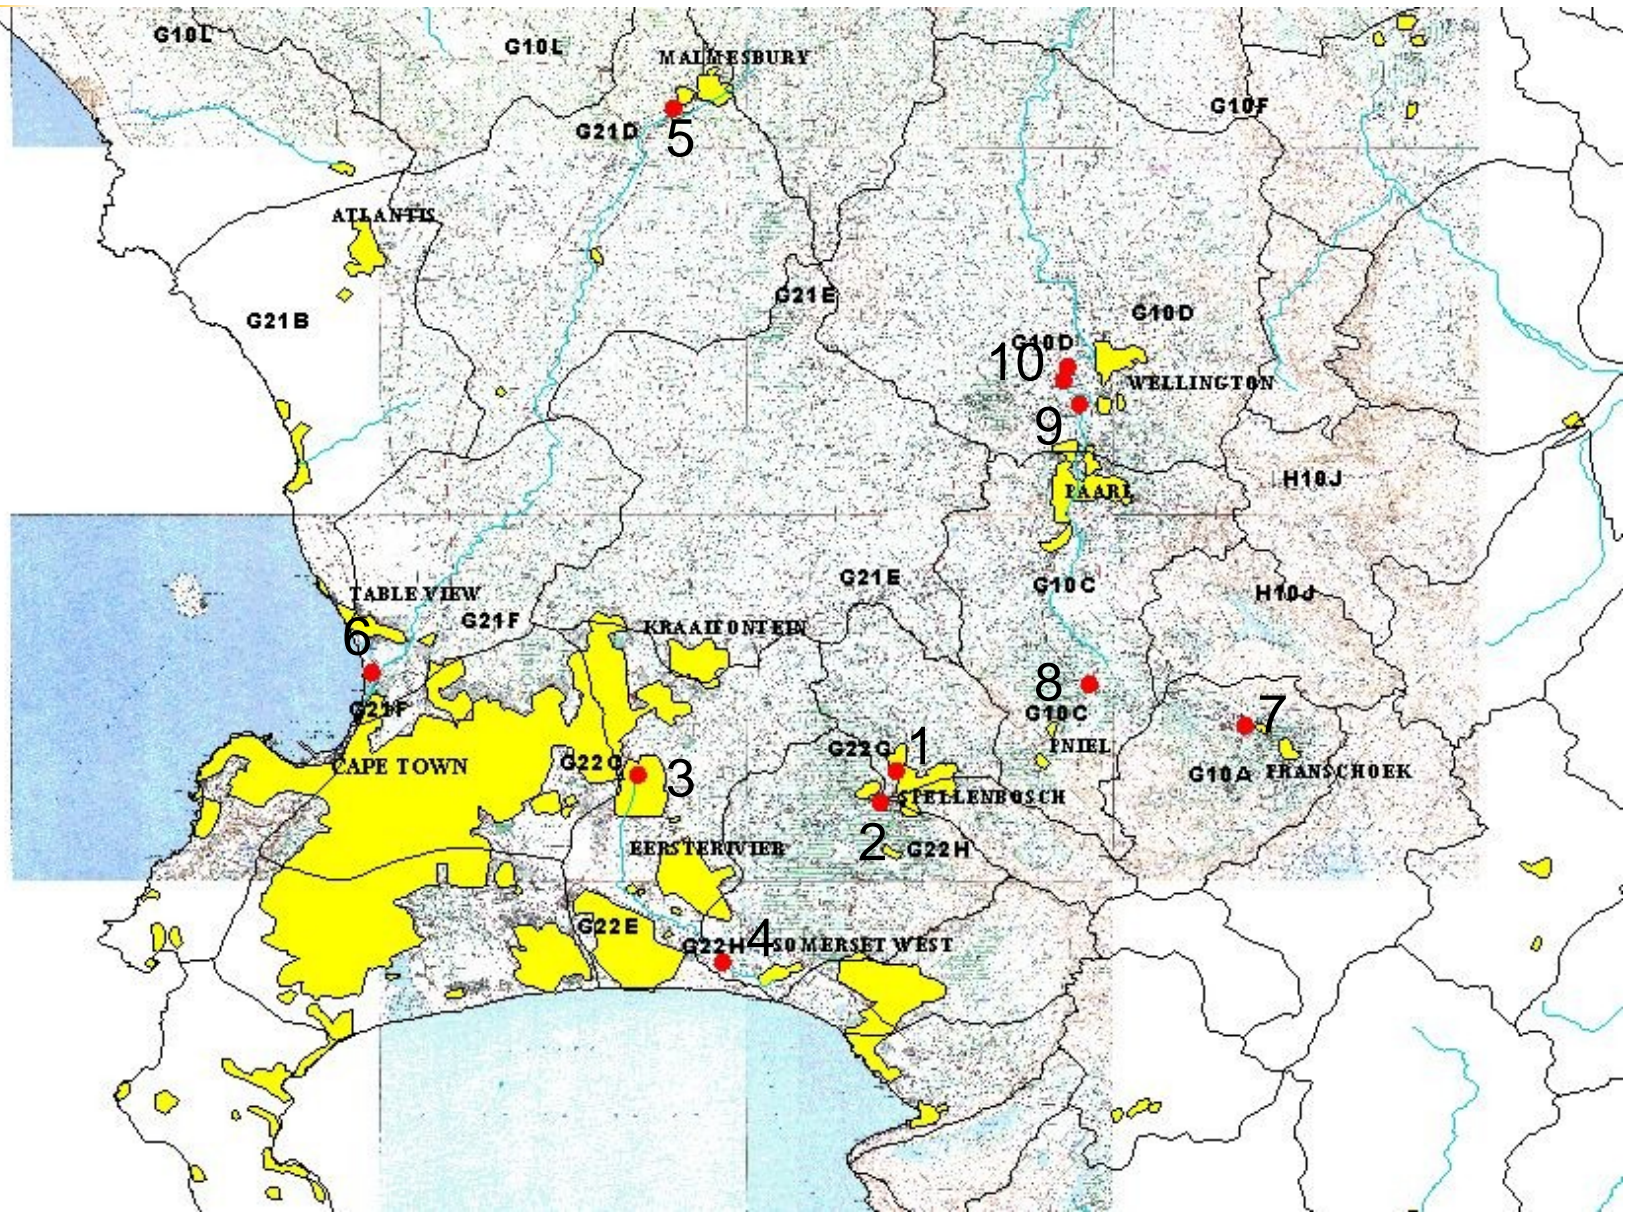 G10L
G10L
MALMESBURY
G10F
G21D
5
ATLANTIS
G21E
G21B
G10D
G10D
10
WELLINGTON
9
H10J
PAARL
G21E
G10C
H10J
TABLE VIEW
G21F
KRAAIFONTEIN
6
8
G21F
G10C
7
G22G
1
PNIEL
CAPE TOWN
G22C
3
G10A
FRANSCHOEK
STELLENBOSCH
EERSTERIVIER
2
G22H
G22E
G22H
4
SOMERSET WEST